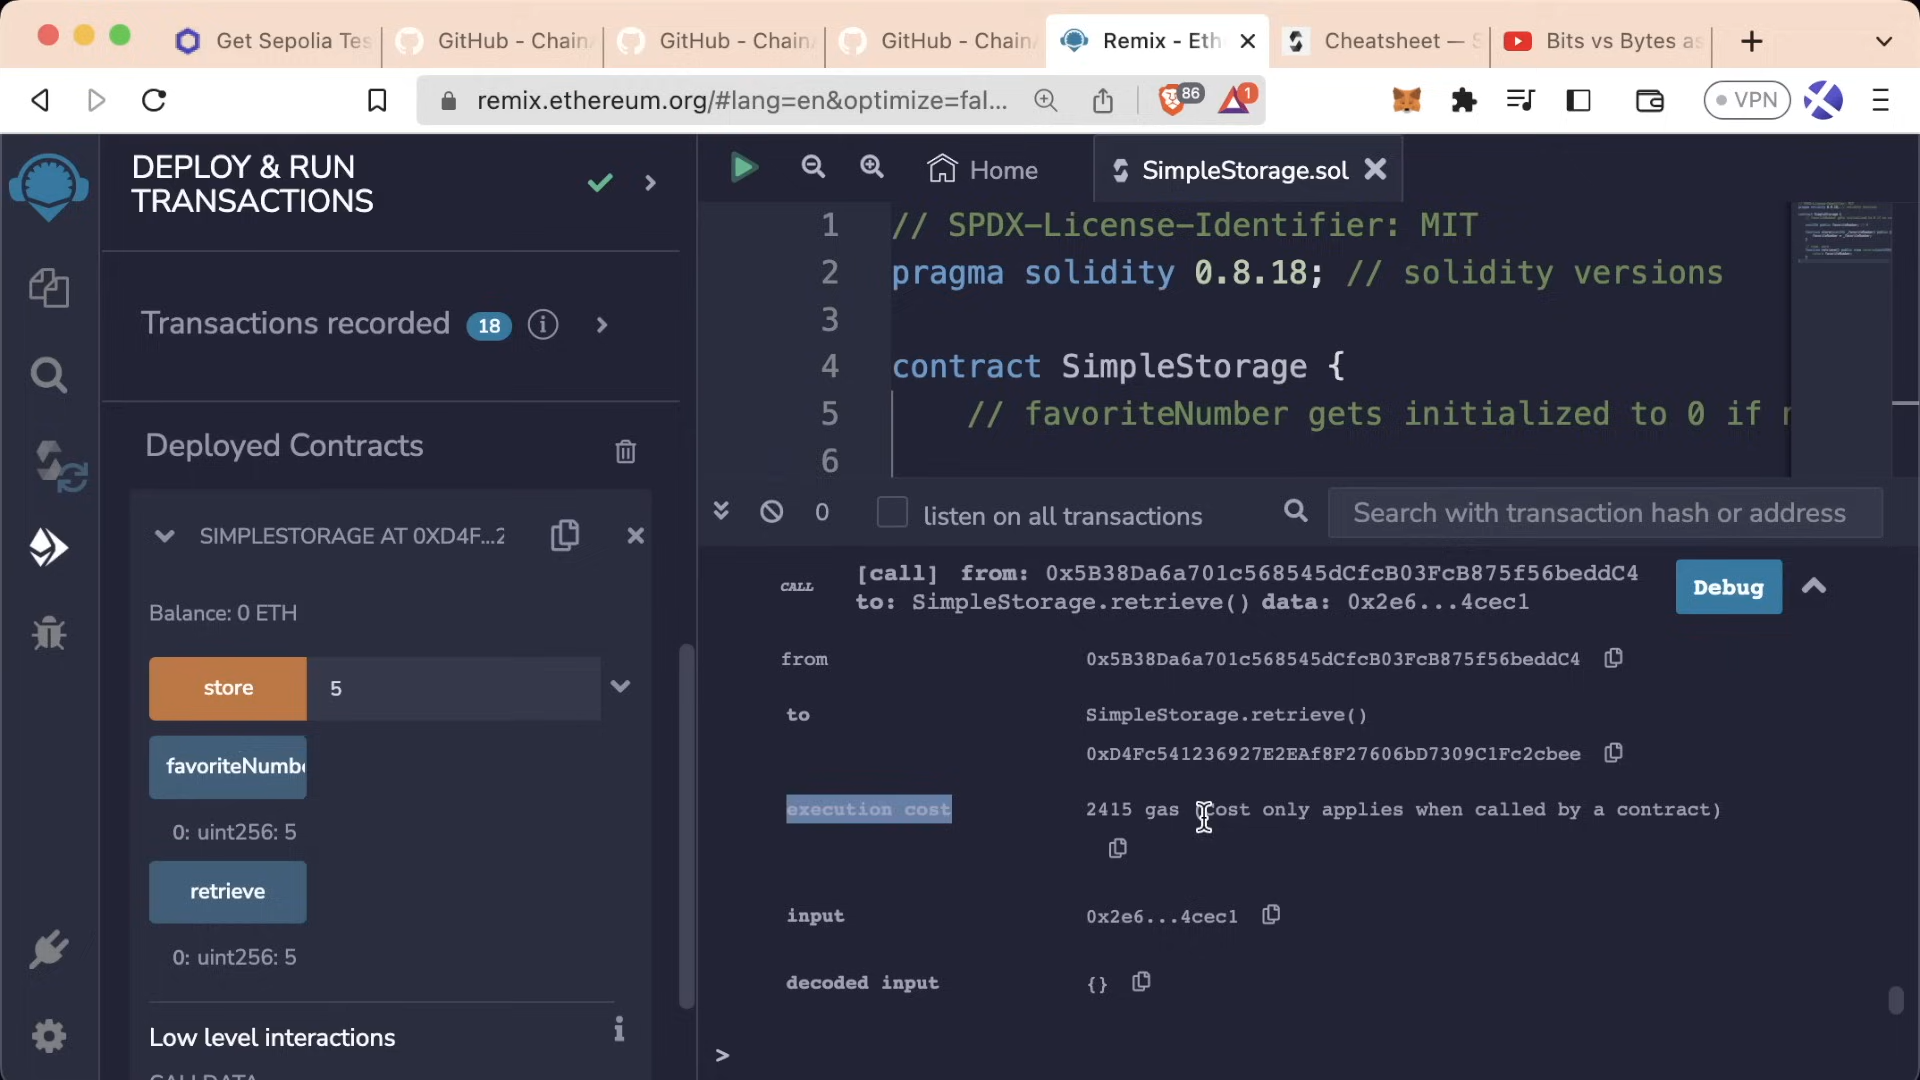 Get Sepolia Tes
GitHub - Chain
GitHub - Chain
GitHub - Chain
Remix - Eth
Cheatsheet —
Bits vs Bytes as
remix.ethereum.org/#lang=en&optimize=fal...
86
1
VPN
DEPLOY & RUN
TRANSACTIONS
Transactions recorded 18
Deployed Contracts
SIMPLESTORAGE AT 0XD4F...2
Balance: 0 ETH
store 5
favoriteNumbe
0: uint256: 5
retrieve
0: uint256: 5
Low level interactions
CALLDATA
Home
SimpleStorage.sol
1 // SPDX-License-Identifier: MIT
2 pragma solidity 0.8.18; // solidity versions
3
4 contract SimpleStorage {
5 // favoriteNumber gets initialized to 0 if
6
0 listen on all transactions
Search with transaction hash or address
CALL [call] from: 0x5B38Da6a701c568545dCfcB03FcB875f56beddC4
to: SimpleStorage.retrieve() data: 0x2e6...4cec1
Debug
from 0x5B38Da6a701c568545dCfcB03FcB875f56beddC4
to SimpleStorage.retrieve()
0xD4Fc541236927E2EAf8F27606bD7309C1Fc2cbee
execution cost 2415 gas (cost only applies when called by a contract)
input 0x2e6...4cec1
decoded input {}
>